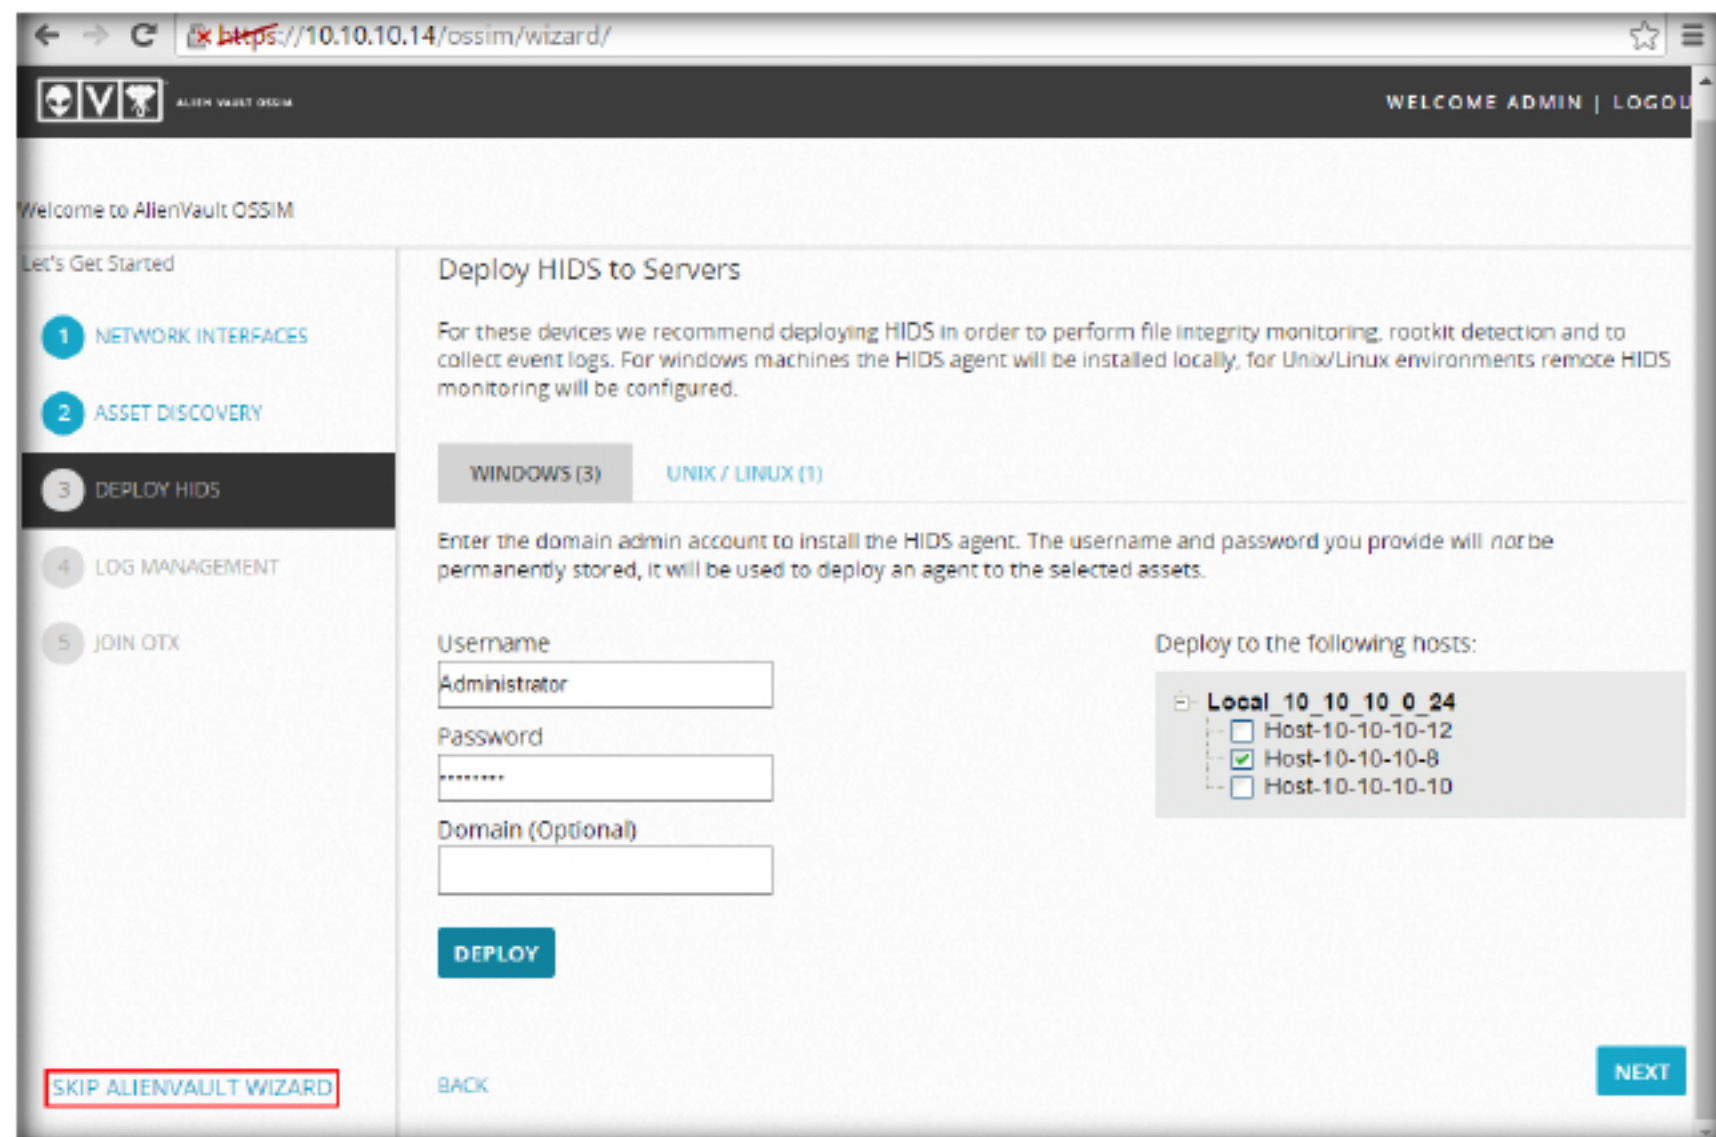 https://10.10.10.14/ossim/wizard/
V
ALIEN VAULT OSSIM
WELCOME ADMIN | LOGOU
Welcome to AlienVault OSSIM
Let's Get Started
1 NETWORK INTERFACES
2 ASSET DISCOVERY
3 DEPLOY HIDS
4 LOG MANAGEMENT
5 JOIN OTX
SKIP ALIENVAULT WIZARD
Deploy HIDS to Servers
For these devices we recommend deploying HIDS in order to perform file integrity monitoring, rootkit detection and to
collect event logs. For windows machines the HIDS agent will be installed locally, for Unix/Linux environments remote HIDS
monitoring will be configured.
WINDOWS (3) UNIX / LINUX (1)
Enter the domain admin account to install the HIDS agent. The username and password you provide will not be
permanently stored, it will be used to deploy an agent to the selected assets.
Username
Administrator
Password
••••••••
Domain (Optional)
DEPLOY
Deploy to the following hosts:
Local_10_10_10_0_24
Host-10-10-10-12
Host-10-10-10-8
Host-10-10-10-10
BACK
NEXT